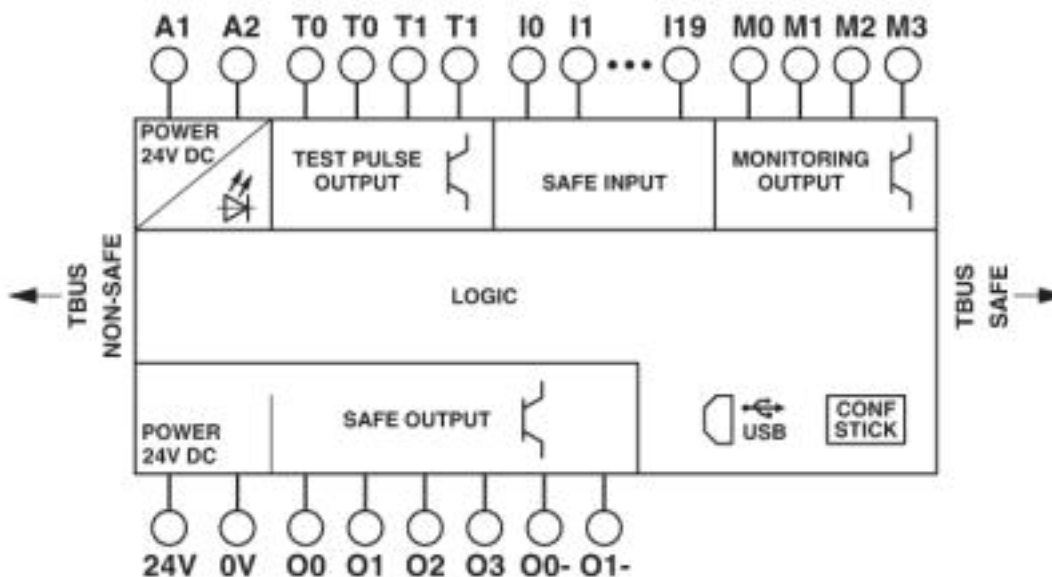 A1 A2 T0 T0 T1 T1 I0 I1 ••• I19 M0 M1 M2 M3
POWER
24V DC
TEST PULSE
OUTPUT
SAFE INPUT
MONITORING
OUTPUT
TBUS
NON-SAFE
LOGIC
TBUS
SAFE
POWER
24V DC
SAFE OUTPUT
USB
CONF
STICK
24V 0V O0 O1 O2 O3 O0- O1-